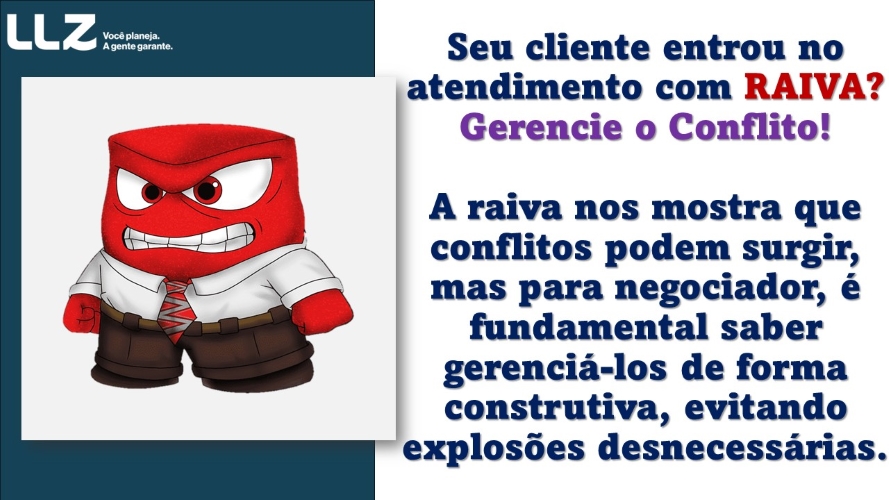 LLZ
Você planeja.
A gente garante.
Seu cliente entrou no
atendimento com RAIVA?
Gerencie o Conflito!
A raiva nos mostra que
conflitos podem surgir,
mas para negociador, é
fundamental saber
gerenciá-los de forma
construtiva, evitando
explosões desnecessárias.